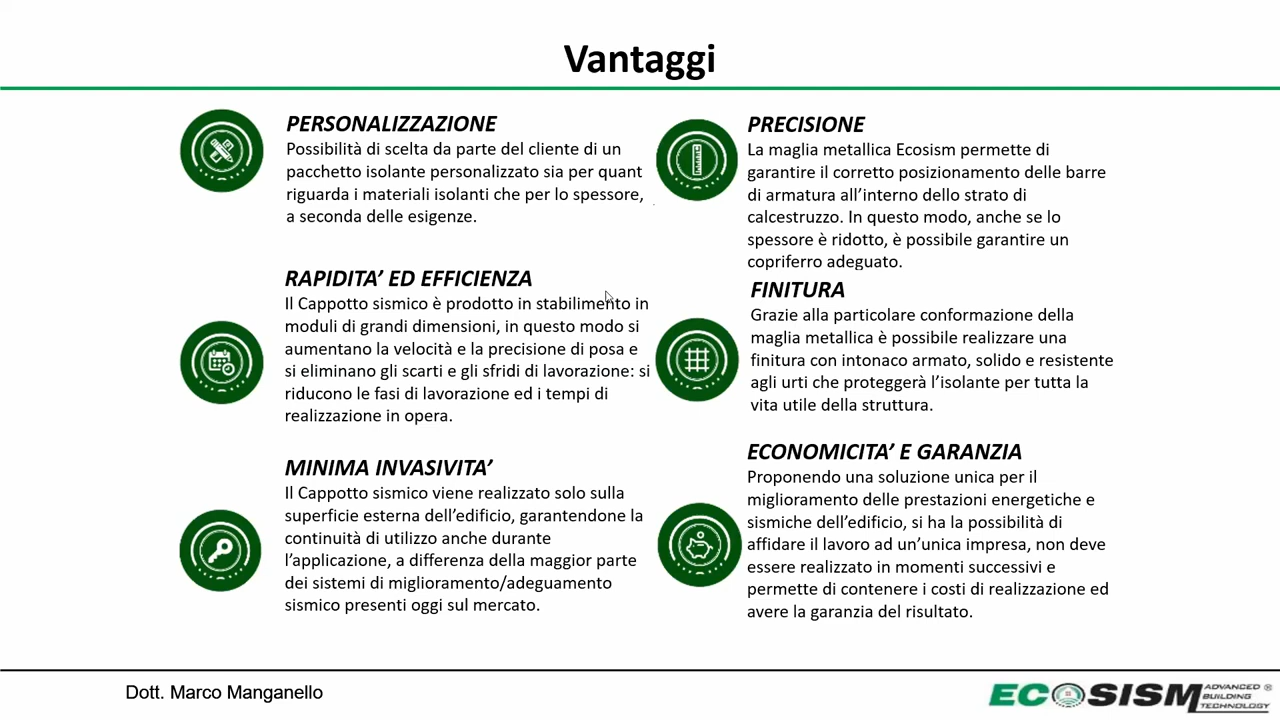 Vantaggi
PERSONALIZZAZIONE
Possibilità di scelta da parte del cliente di un
pacchetto isolante personalizzato sia per quant
riguarda i materiali isolanti che per lo spessore,
a seconda delle esigenze.
RAPIDITA’ ED EFFICIENZA
Il Cappotto sismico è prodotto in stabilimento in
moduli di grandi dimensioni, in questo modo si
aumentano la velocità e la precisione di posa e
si eliminano gli scarti e gli sfridi di lavorazione: si
riducono le fasi di lavorazione ed i tempi di
realizzazione in opera.
MINIMA INVASIVITA’
Il Cappotto sismico viene realizzato solo sulla
superficie esterna dell’edificio, garantendone la
continuità di utilizzo anche durante
l’applicazione, a differenza della maggior parte
dei sistemi di miglioramento/adeguamento
sismico presenti oggi sul mercato.
PRECISIONE
La maglia metallica Ecosism permette di
garantire il corretto posizionamento delle barre
di armatura all’interno dello strato di
calcestruzzo. In questo modo, anche se lo
spessore è ridotto, è possibile garantire un
copriferro adeguato.
FINITURA
Grazie alla particolare conformazione della
maglia metallica è possibile realizzare una
finitura con intonaco armato, solido e resistente
agli urti che proteggerà l’isolante per tutta la
vita utile della struttura.
ECONOMICITA’ E GARANZIA
Proponendo una soluzione unica per il
miglioramento delle prestazioni energetiche e
sismiche dell’edificio, si ha la possibilità di
affidare il lavoro ad un’unica impresa, non deve
essere realizzato in momenti successivi e
permette di contenere i costi di realizzazione ed
avere la garanzia del risultato.
Dott. Marco Manganello
ECOSISM ADVANCED ®
BUILDING
TECHNOLOGY